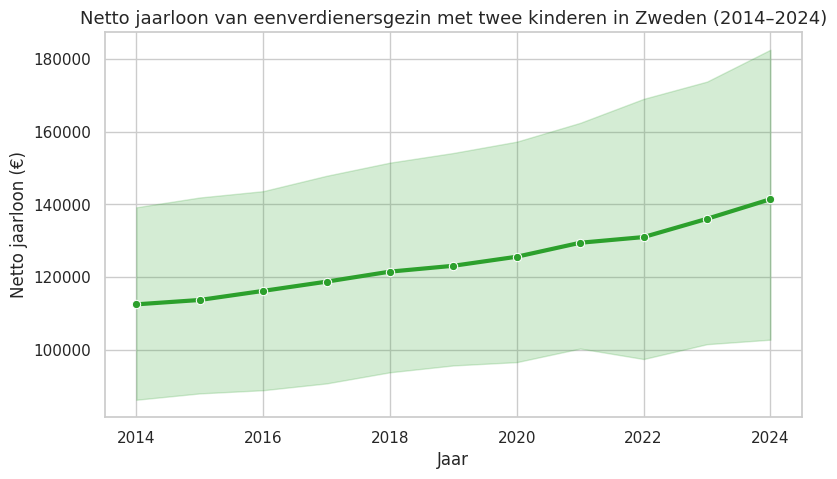 Netto jaarloon van eenverdienersgezin met twee kinderen in Zweden (2014–2024)
180000
160000
140000
120000
100000
Netto jaarloon (€)
2014 2016 2018 2020 2022 2024
Jaar